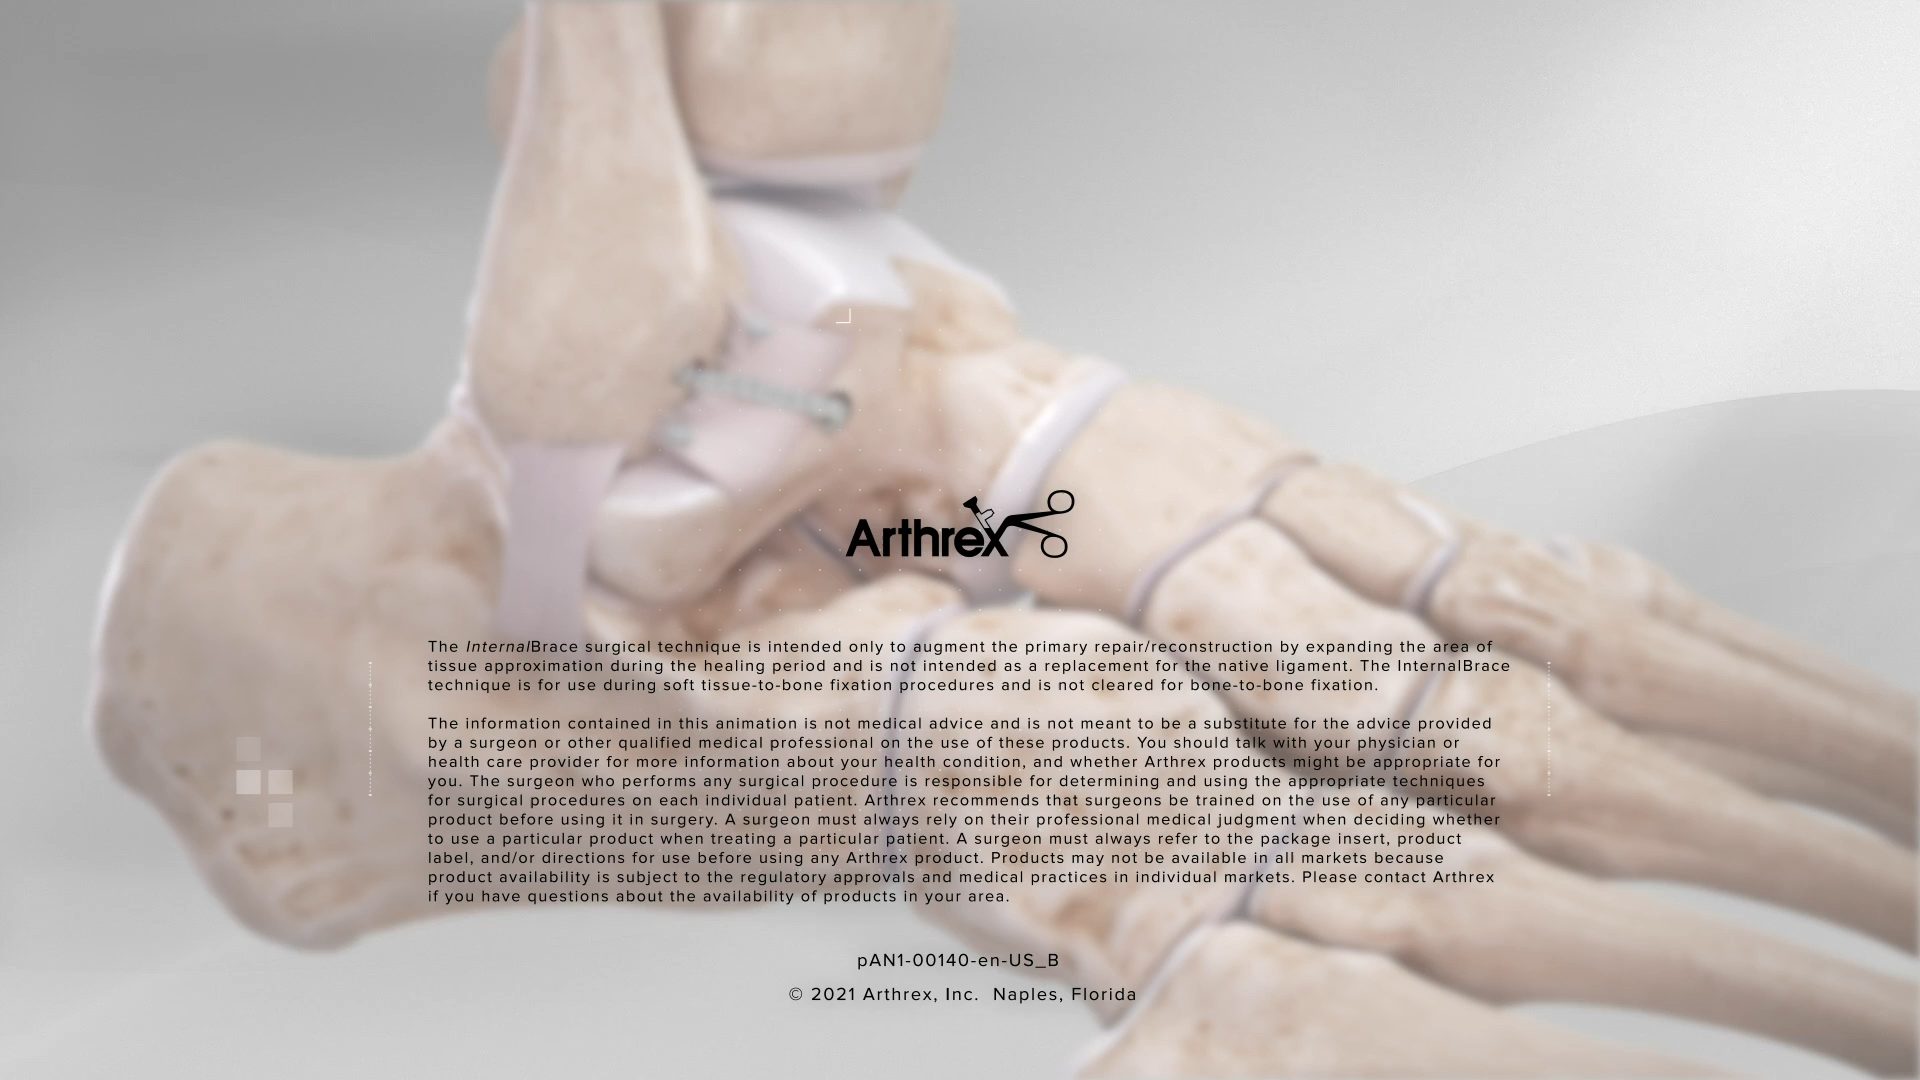 Arthrex
The InternalBrace surgical technique is intended only to augment the primary repair/reconstruction by expanding the area of
tissue approximation during the healing period and is not intended as a replacement for the native ligament. The InternalBrace
technique is for use during soft tissue-to-bone fixation procedures and is not cleared for bone-to-bone fixation.
The information contained in this animation is not medical advice and is not meant to be a substitute for the advice provided
by a surgeon or other qualified medical professional on the use of these products. You should talk with your physician or
health care provider for more information about your health condition, and whether Arthrex products might be appropriate for
you. The surgeon who performs any surgical procedure is responsible for determining and using the appropriate techniques
for surgical procedures on each individual patient. Arthrex recommends that surgeons be trained on the use of any particular
product before using it in surgery. A surgeon must always rely on their professional medical judgment when deciding whether
to use a particular product when treating a particular patient. A surgeon must always refer to the package insert, product
label, and/or directions for use before using any Arthrex product. Products may not be available in all markets because
product availability is subject to the regulatory approvals and medical practices in individual markets. Please contact Arthrex
if you have questions about the availability of products in your area.
pAN1-00140-en-US_B
© 2021 Arthrex, Inc. Naples, Florida